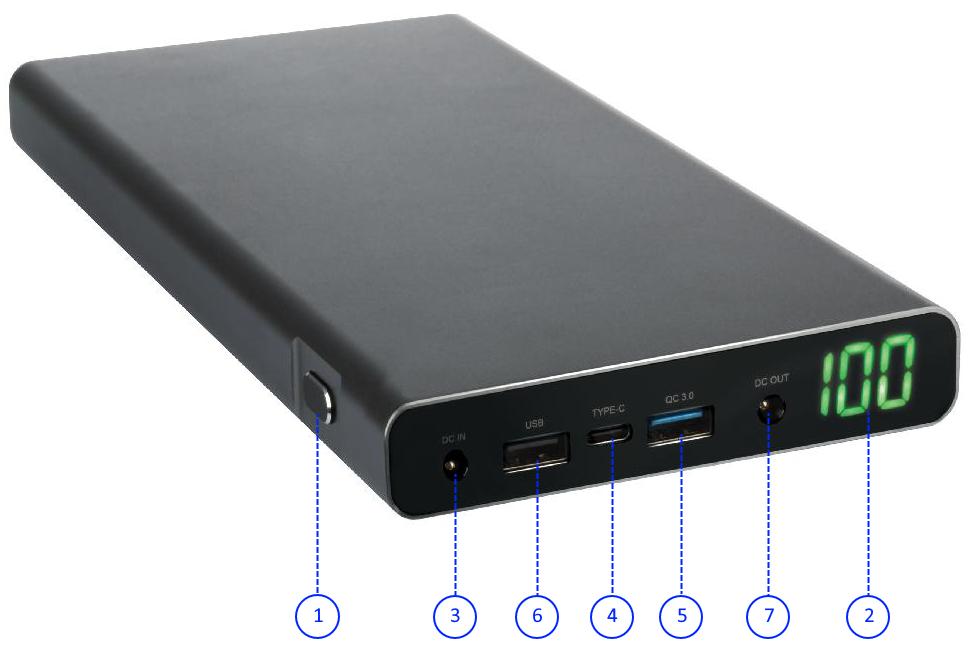 100
DC OUT
QC 3.0
TYPE-C
USB
DC IN
1 3 6 4 5 7 2